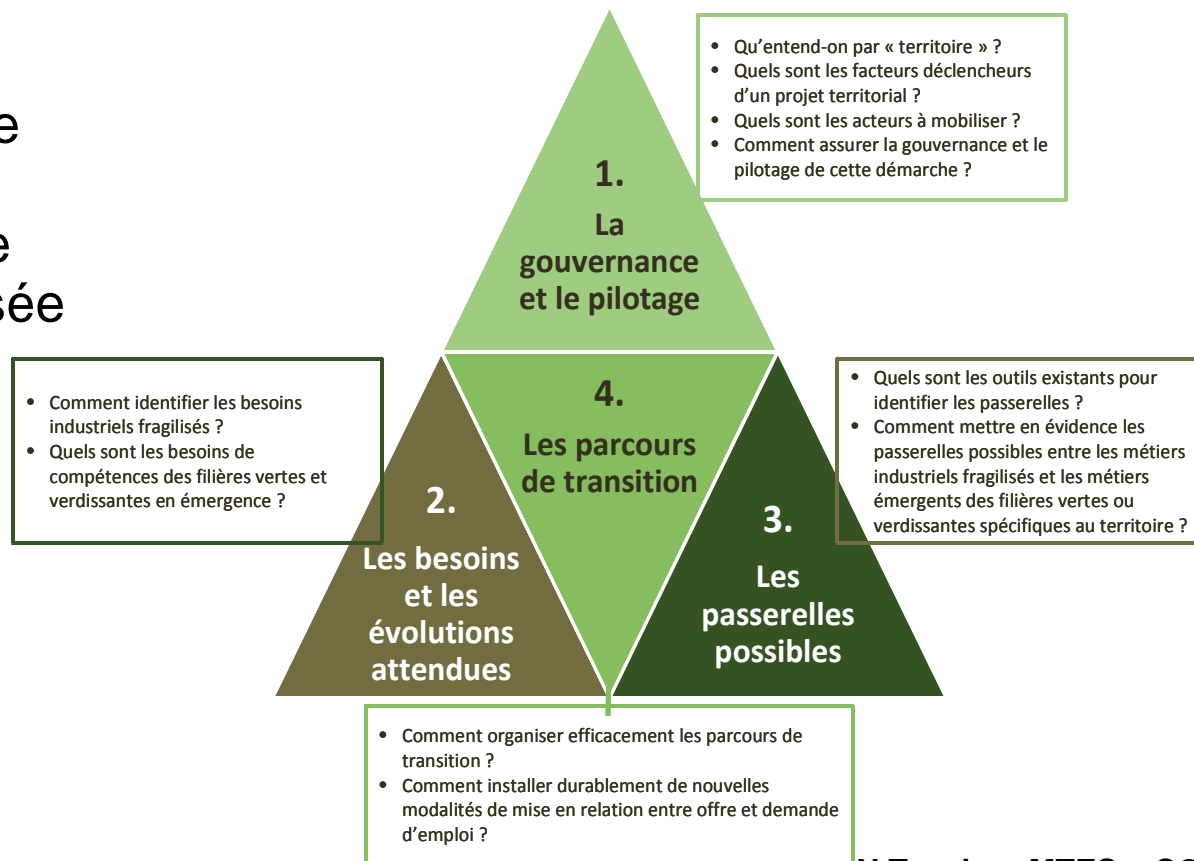 e
e
sée
• Qu'entend-on par « territoire » ?
• Quels sont les facteurs déclencheurs
d'un projet territorial ?
• Quels sont les acteurs à mobiliser ?
• Comment assurer la gouvernance et le
pilotage de cette démarche ?
1.
La
gouvernance
et le pilotage
• Comment identifier les besoins
industriels fragilisés ?
• Quels sont les besoins de
compétences des filières vertes et
verdissantes en émergence ?
2.
Les besoins
et les
évolutions
attendues
4.
Les parcours
de transition
• Quels sont les outils existants pour
identifier les passerelles ?
• Comment mettre en évidence les
passerelles possibles entre les métiers
industriels fragilisés et les métiers
émergents des filières vertes ou
verdissantes spécifiques au territoire ?
3.
Les
passerelles
possibles
• Comment organiser efficacement les parcours de
transition ?
• Comment installer durablement de nouvelles
modalités de mise en relation entre offre et demande
d'emploi ?